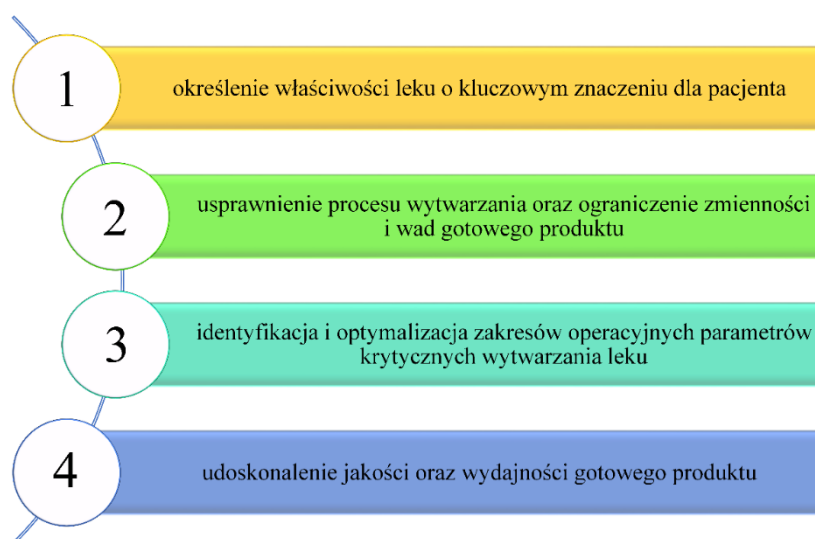 1
określenie właściwości leku o kluczowym znaczeniu dla pacjenta
2
usprawnienie procesu wytwarzania oraz ograniczenie zmienności
i wad gotowego produktu
3
identyfikacja i optymalizacja zakresów operacyjnych parametrów
krytycznych wytwarzania leku
4
udoskonalenie jakości oraz wydajności gotowego produktu